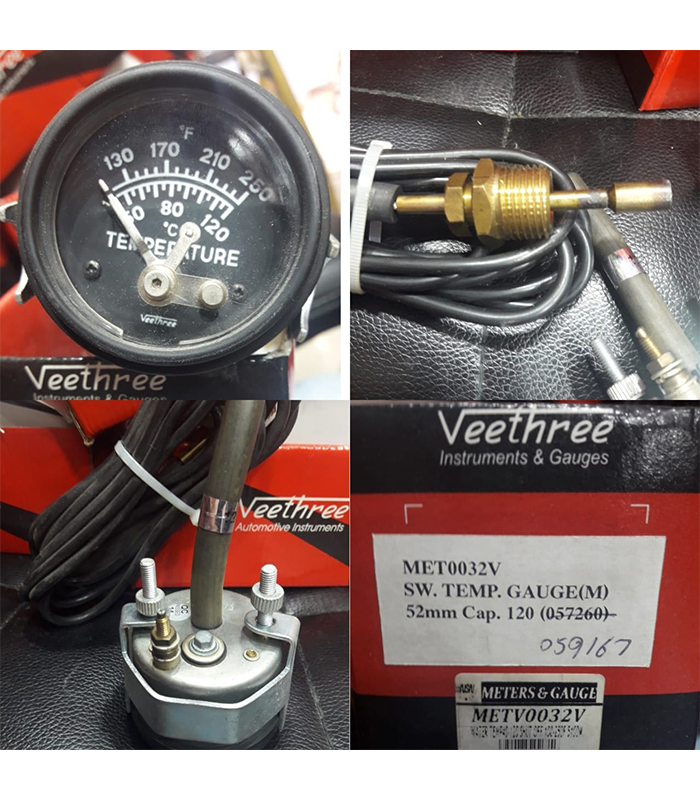 °F
130 170 210 250
80 120
°C
TEMPERATURE
Veethree
Veethree
Instruments & Gauges
Veethree
Automotive Instruments
Veethree
Instruments & Gauges
MET0032V
SW. TEMP. GAUGE(M)
52mm Cap. 120 (057260)
059167
METERS & GAUGE
METV0032V